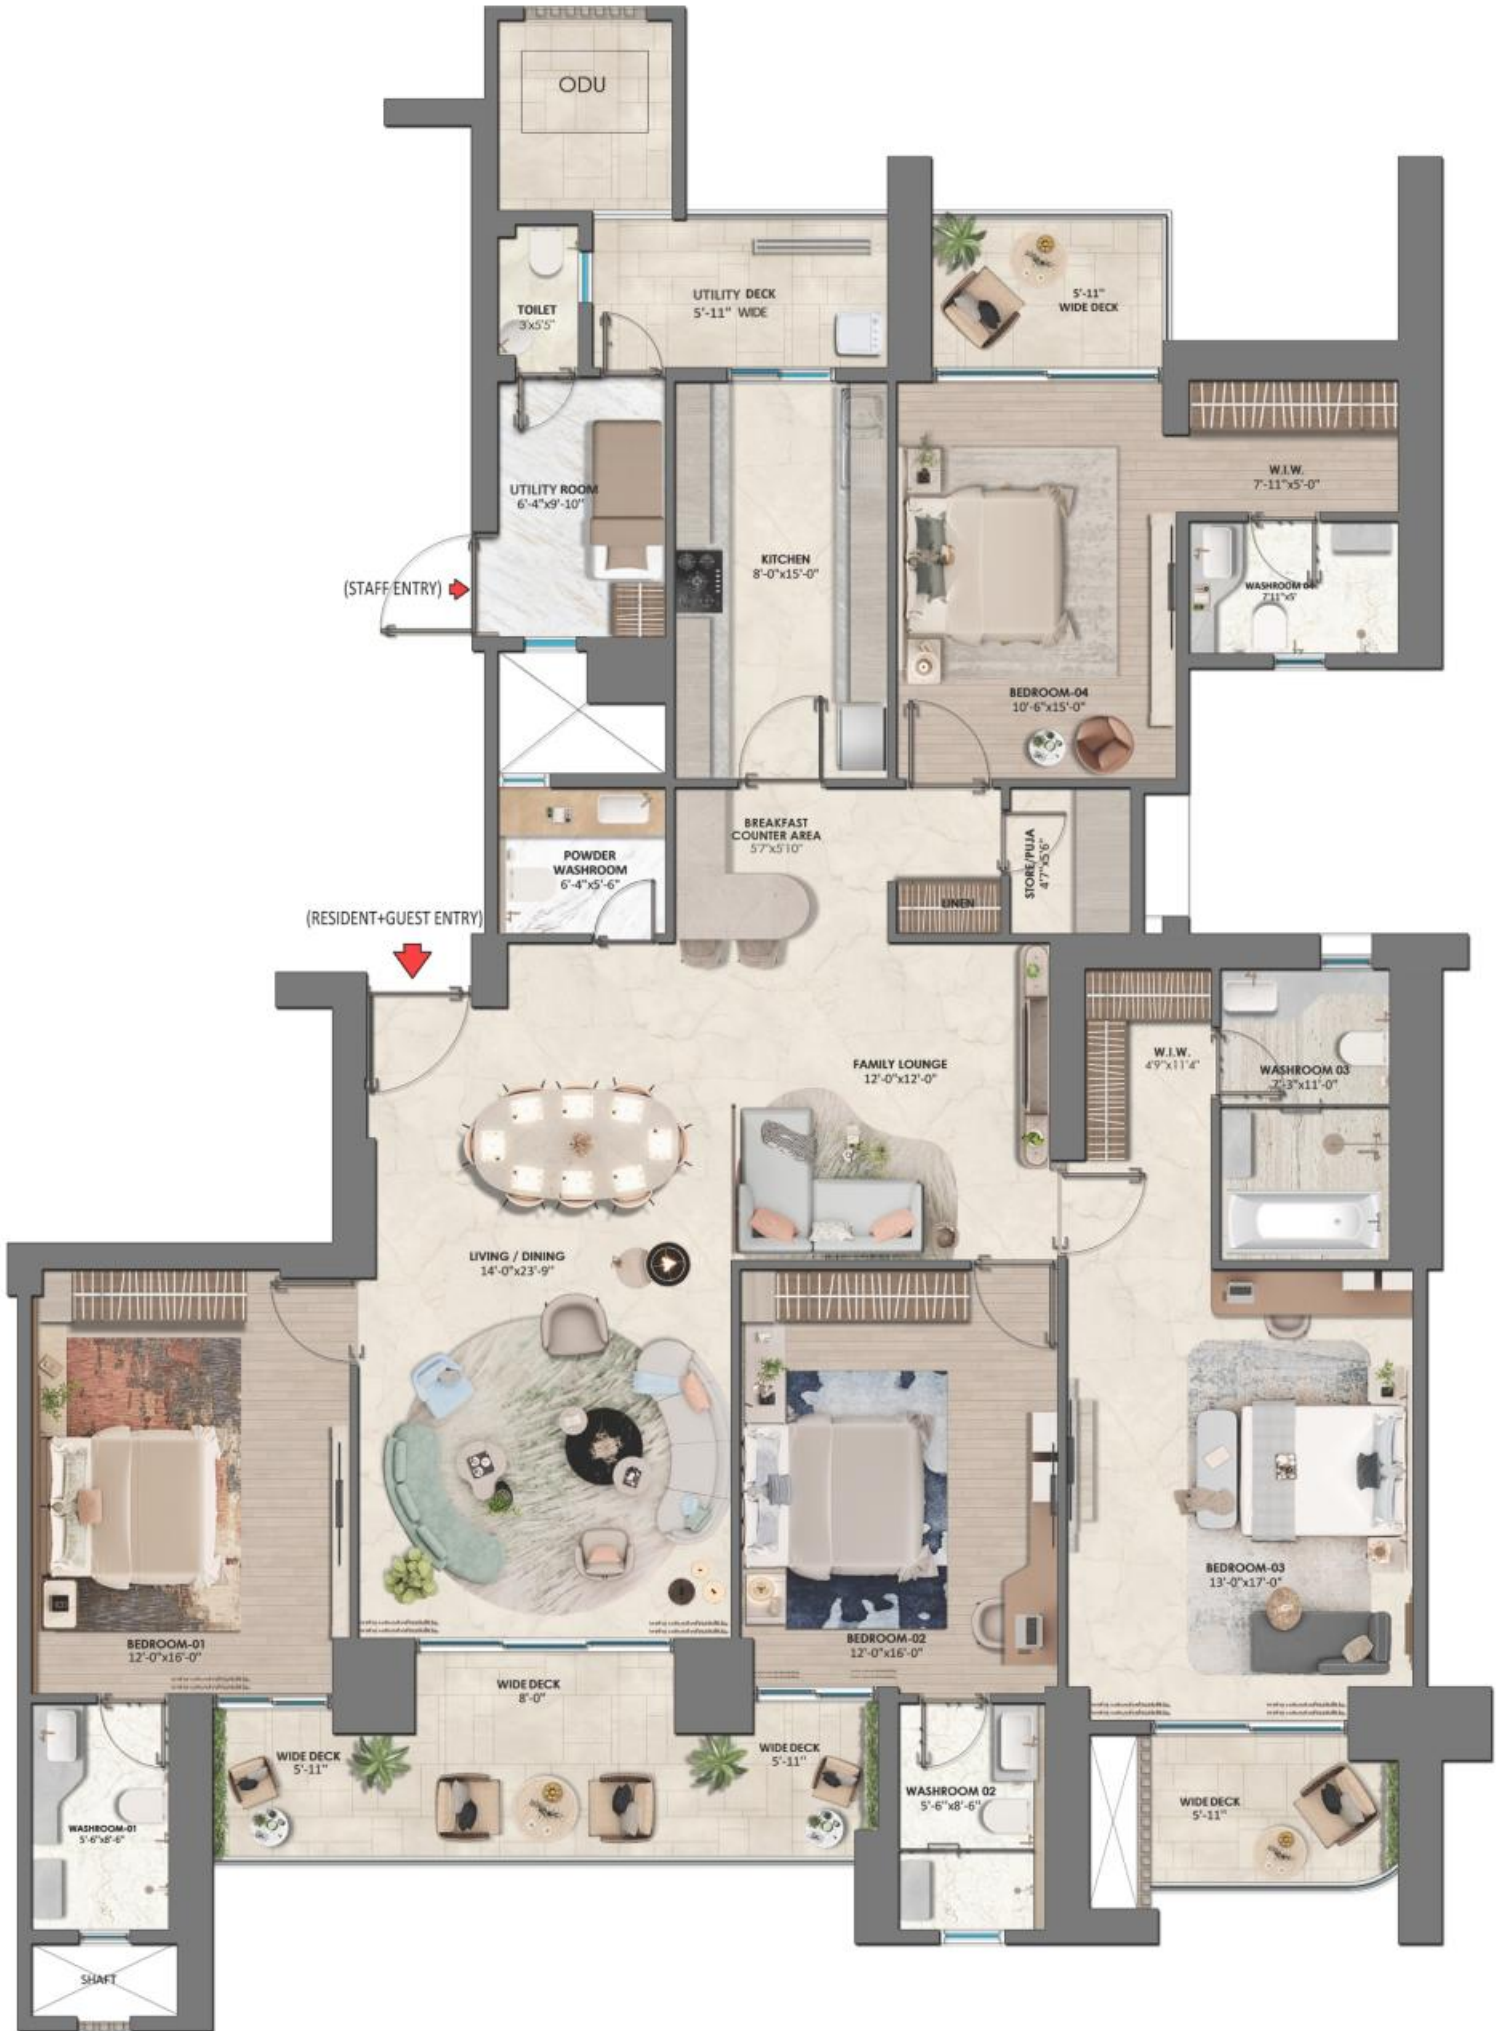 ODU
UTILITY DECK
5'-11" WIDE
5'-11"
WIDE DECK
TOILET
3'x5'5"
W.I.W.
7'-11"x5'-0"
UTILITY ROOM
6'-4"x9'-10"
KITCHEN
8'-0"x15'-0"
(STAFF ENTRY)
WASHROOM 04
7'11"x5'
BEDROOM-04
10'-6"x15'-0"
BREAKFAST
COUNTER AREA
5'7"x5'10"
STORE/PUJA
4'7"x5'6"
POWDER
WASHROOM
6'-4"x5'-6"
LINEN
(RESIDENT+GUEST ENTRY)
FAMILY LOUNGE
12'-0"x12'-0"
W.I.W.
4'9"x11'4"
WASHROOM 03
7'-3"x11'-0"
LIVING / DINING
14'-0"x23'-9"
BEDROOM-03
13'-0"x17'-0"
BEDROOM-01
12'-0"x16'-0"
BEDROOM-02
12'-0"x16'-0"
WIDE DECK
8'-0"
WIDE DECK
5'-11"
WIDE DECK
5'-11"
WASHROOM 02
5'-6"x8'-6"
WIDE DECK
5'-11"
WASHROOM-01
5'-6"x8'-6"
SHAFT